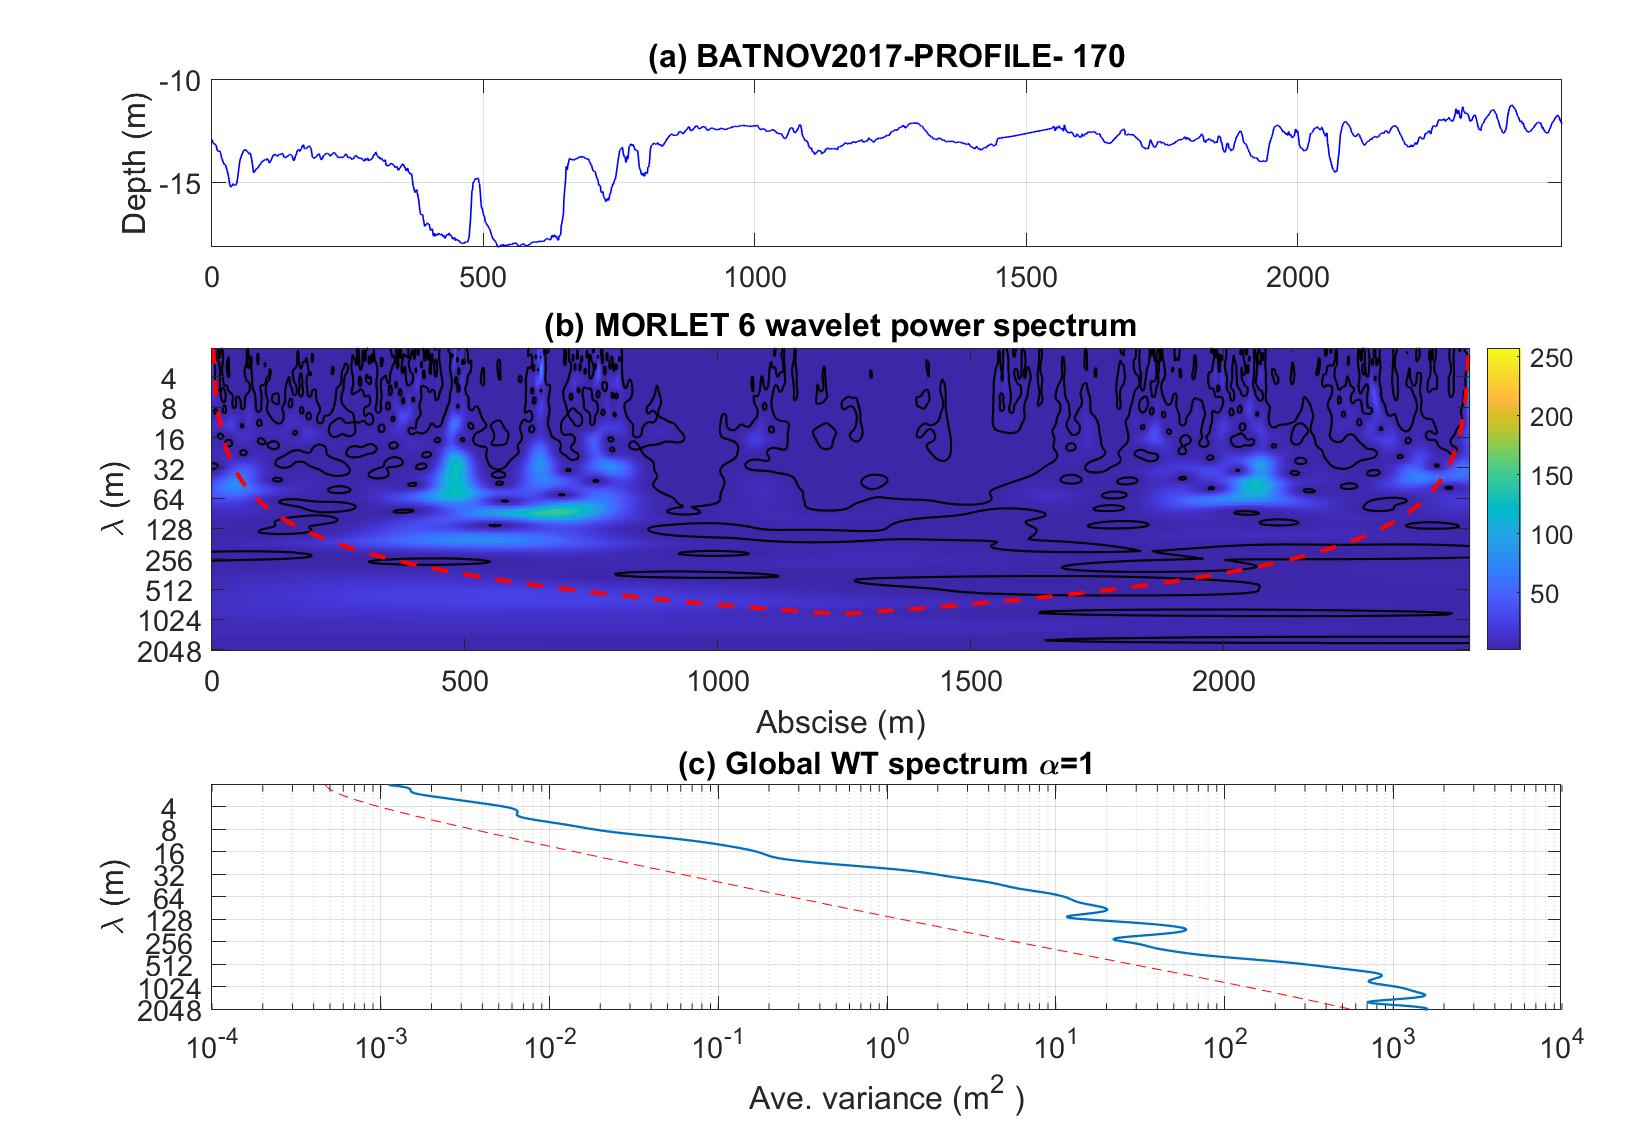 (a) BATNOV2017-PROFILE- 170
-10
-15
Depth (m)
0 500 1000 1500 2000
(b) MORLET 6 wavelet power spectrum
4
8
16
32
64
128
256
512
1024
2048
λ (m)
250
200
150
100
50
0 500 1000 1500 2000
Abscise (m)
(c) Global WT spectrum α=1
4
8
16
32
64
128
256
512
1024
2048
λ (m)
10^-4 10^-3 10^-2 10^-1 10^0 10^1 10^2 10^3 10^4
Ave. variance (m^2 )